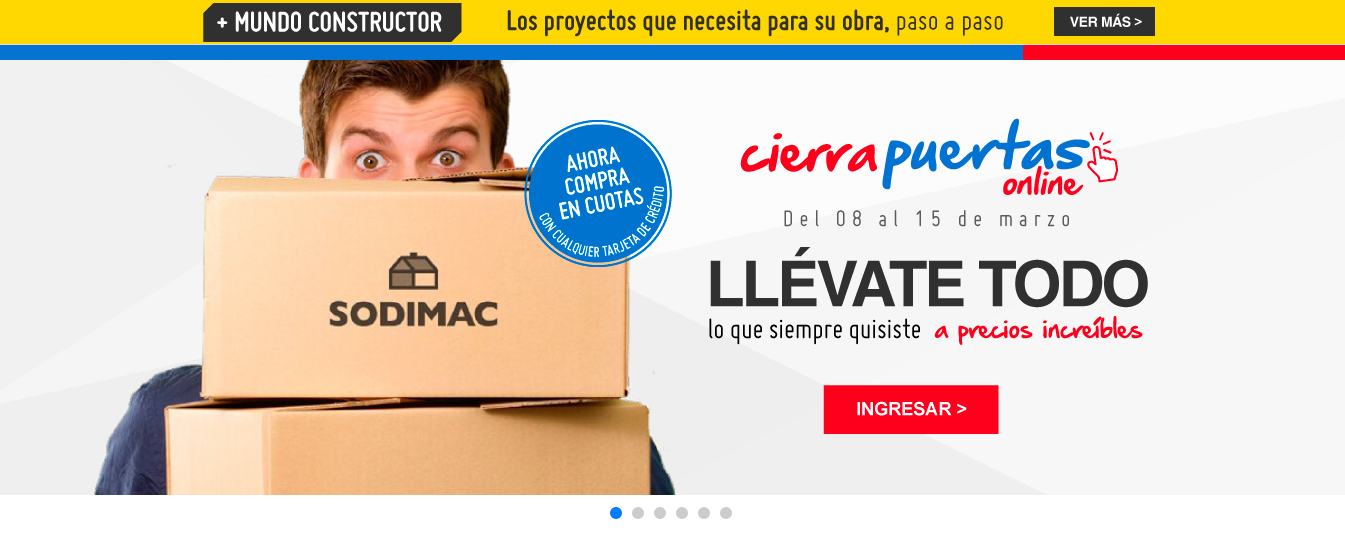 + MUNDO CONSTRUCTOR
Los proyectos que necesita para su obra, paso a paso
VER MÁS >
AHORA
COMPRA
EN CUOTAS
CON CUALQUIER TARJETA DE CRÉDITO
SODIMAC
cierrapuertas
online
Del 08 al 15 de marzo
LLÉVATE TODO
lo que siempre quisiste a precios increíbles
INGRESAR >